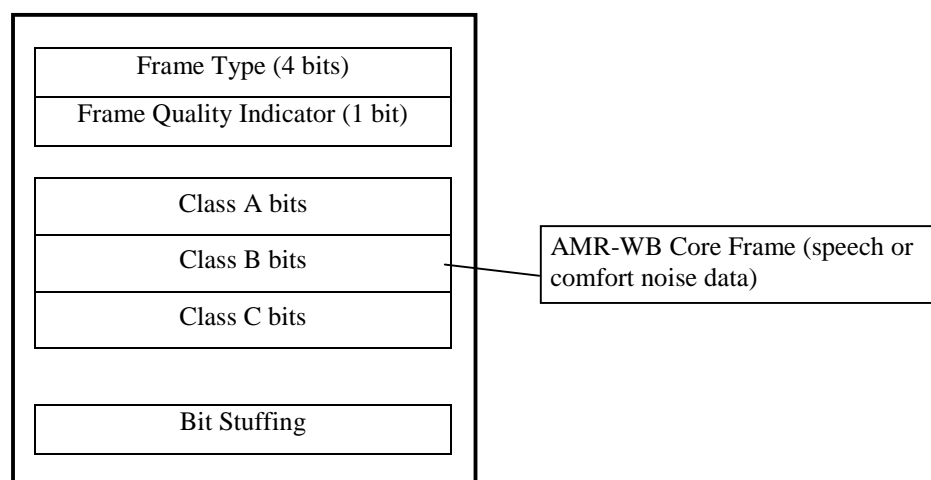 Frame Type (4 bits)
Frame Quality Indicator (1 bit)
Class A bits
Class B bits
Class C bits
AMR-WB Core Frame (speech or
comfort noise data)
Bit Stuffing